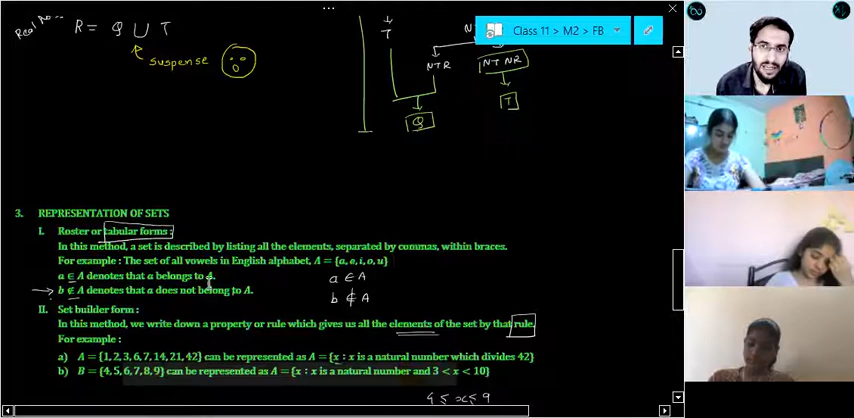 Real Nos R = Q ∪ T
suspense
T
NTR
NT NR
Q
T
Class 11 > M2 > FB
3. REPRESENTATION OF SETS
I. Roster or tabular forms :
In this method, a set is described by listing all the elements, separated by commas, within braces.
For example : The set of all vowels in English alphabet, A = {a, e, i, o, u}
a ∈ A denotes that a belongs to
b ∉ A denotes that a does not belong to A.
a ∈ A
b ∉ A
II. Set builder form :
In this method, we write down a property or rule which gives us all the elements of the set by that rule.
For example :
a) A = {1, 2, 3, 6, 7, 14, 21, 42} can be represented as A = {x : x is a natural number which divides 42}
b) B = {4, 5, 6, 7, 8, 9} can be represented as A = {x : x is a natural number and 3 < x < 10}
4 ≤ x ≤ 9